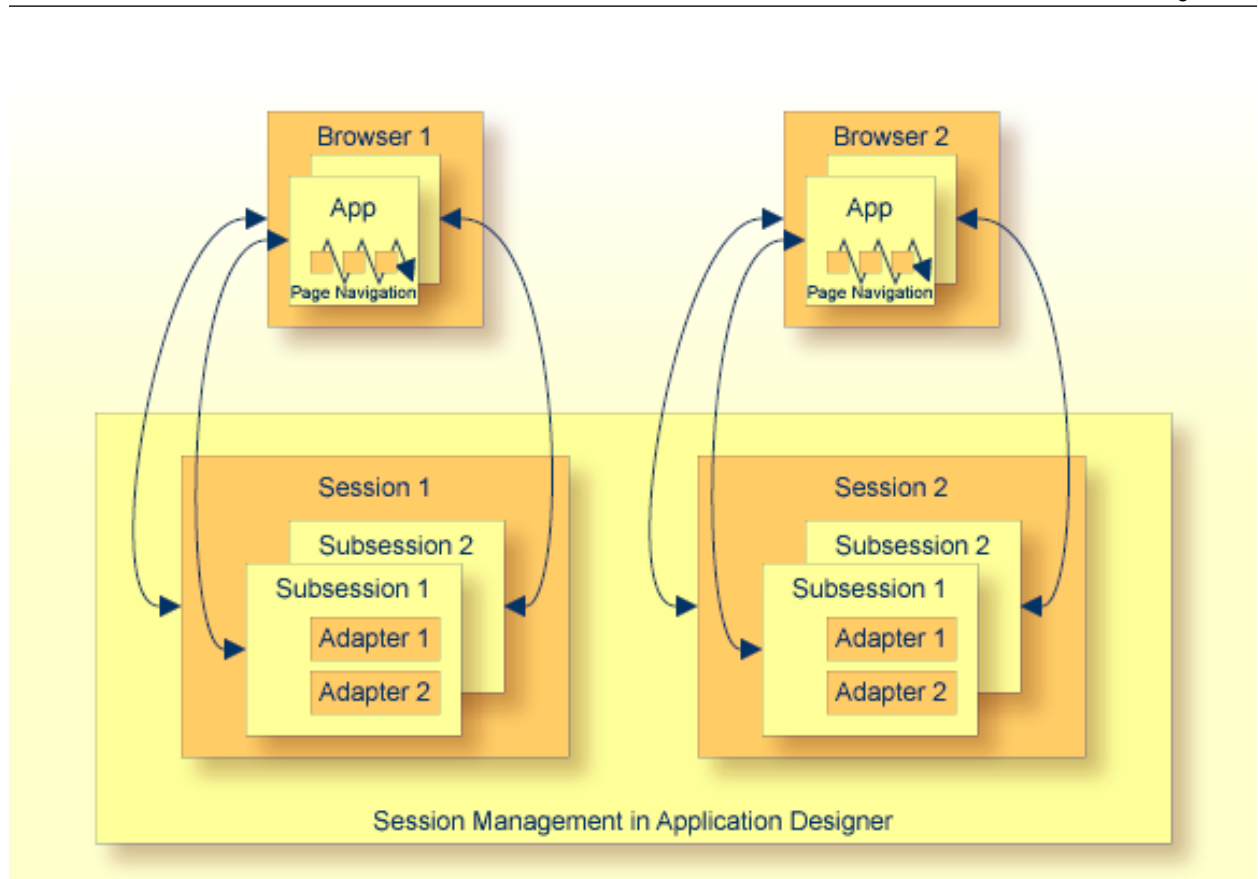 Browser 1
App
Page Navigation
Browser 2
App
Page Navigation
Session 1
Subsession 2
Subsession 1
Adapter 1
Adapter 2
Session 2
Subsession 2
Subsession 1
Adapter 1
Adapter 2
Session Management in Application Designer